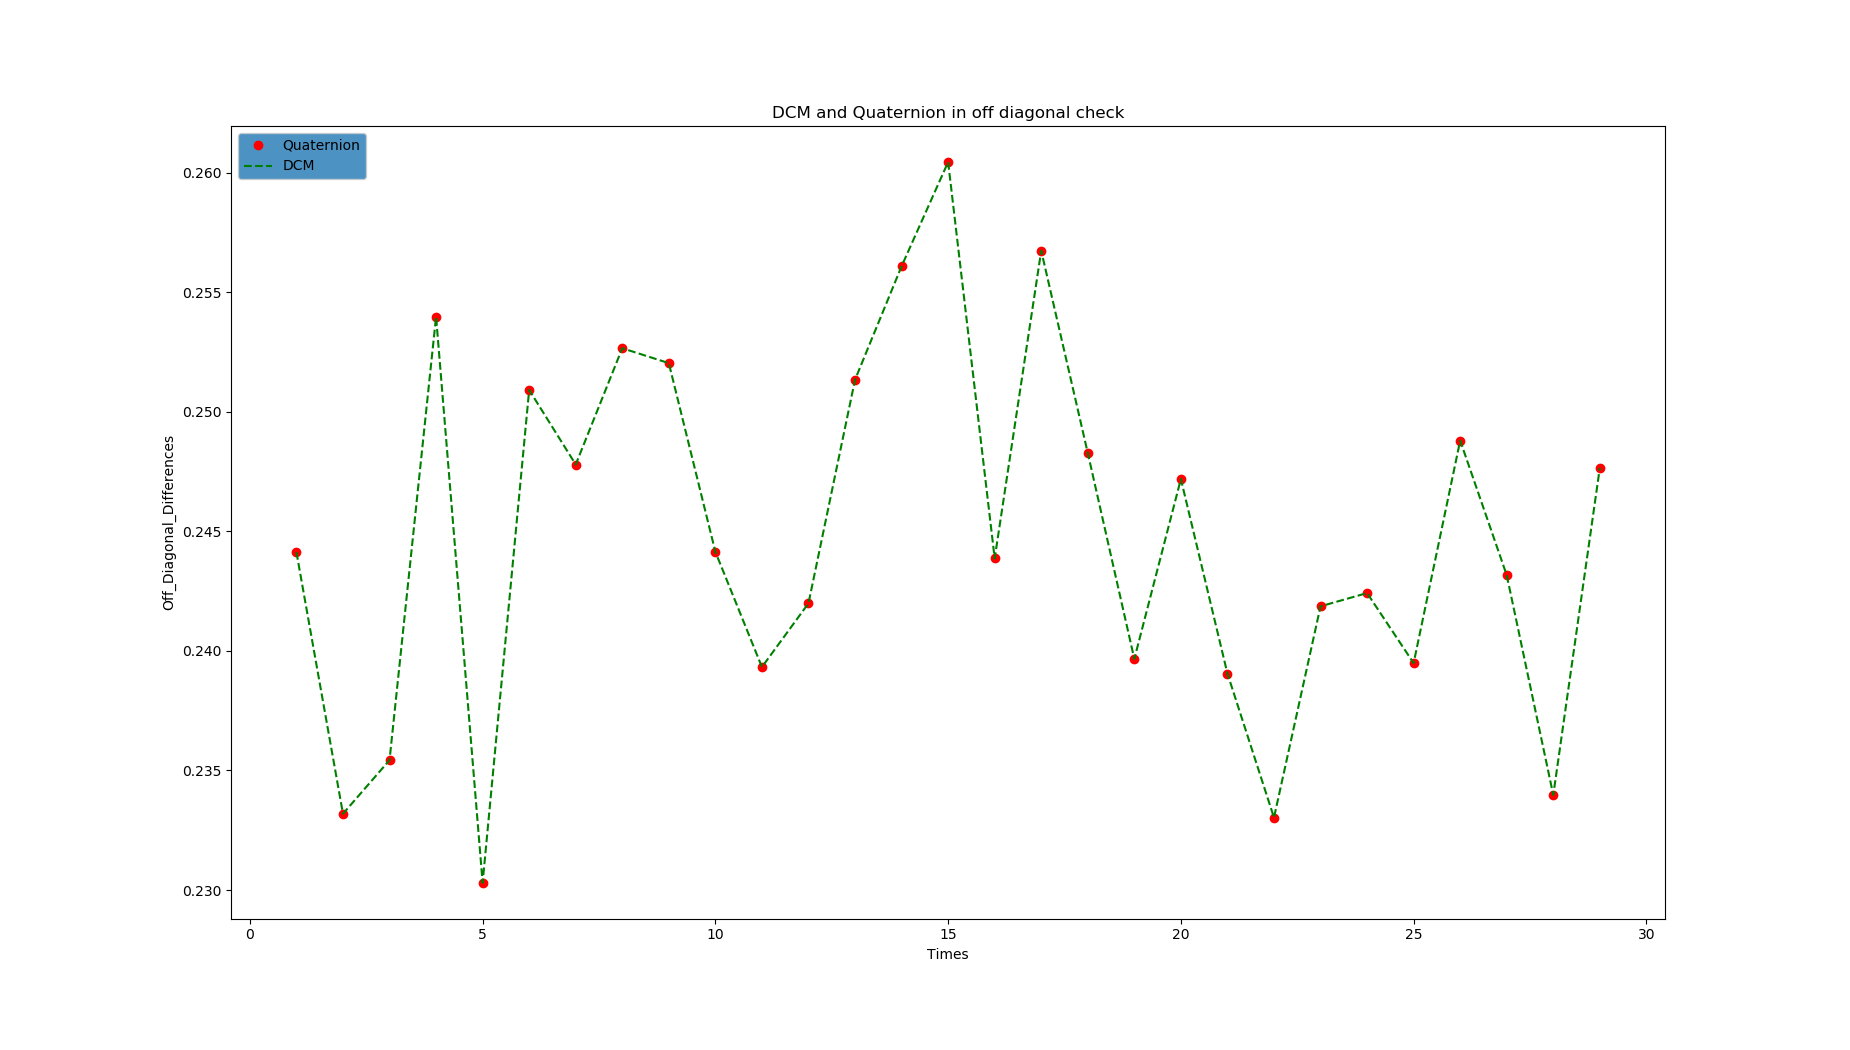 DCM and Quaternion in off diagonal check
Quaternion
DCM
0.260
0.255
0.250
0.245
0.240
0.235
0.230
Off_Diagonal_Differences
0 5 10 15 20 25 30
Times